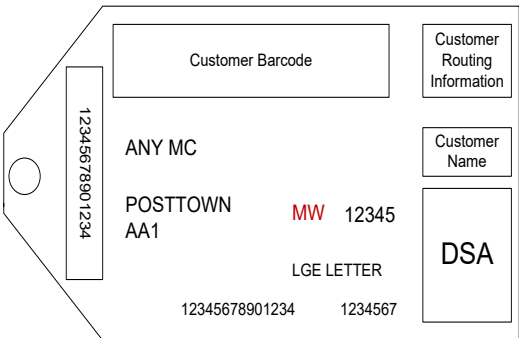 Customer Barcode
Customer
Routing
Information
12345678901234
ANY MC
Customer
Name
POSTTOWN
AA1
MW 12345
DSA
LGE LETTER
12345678901234 1234567